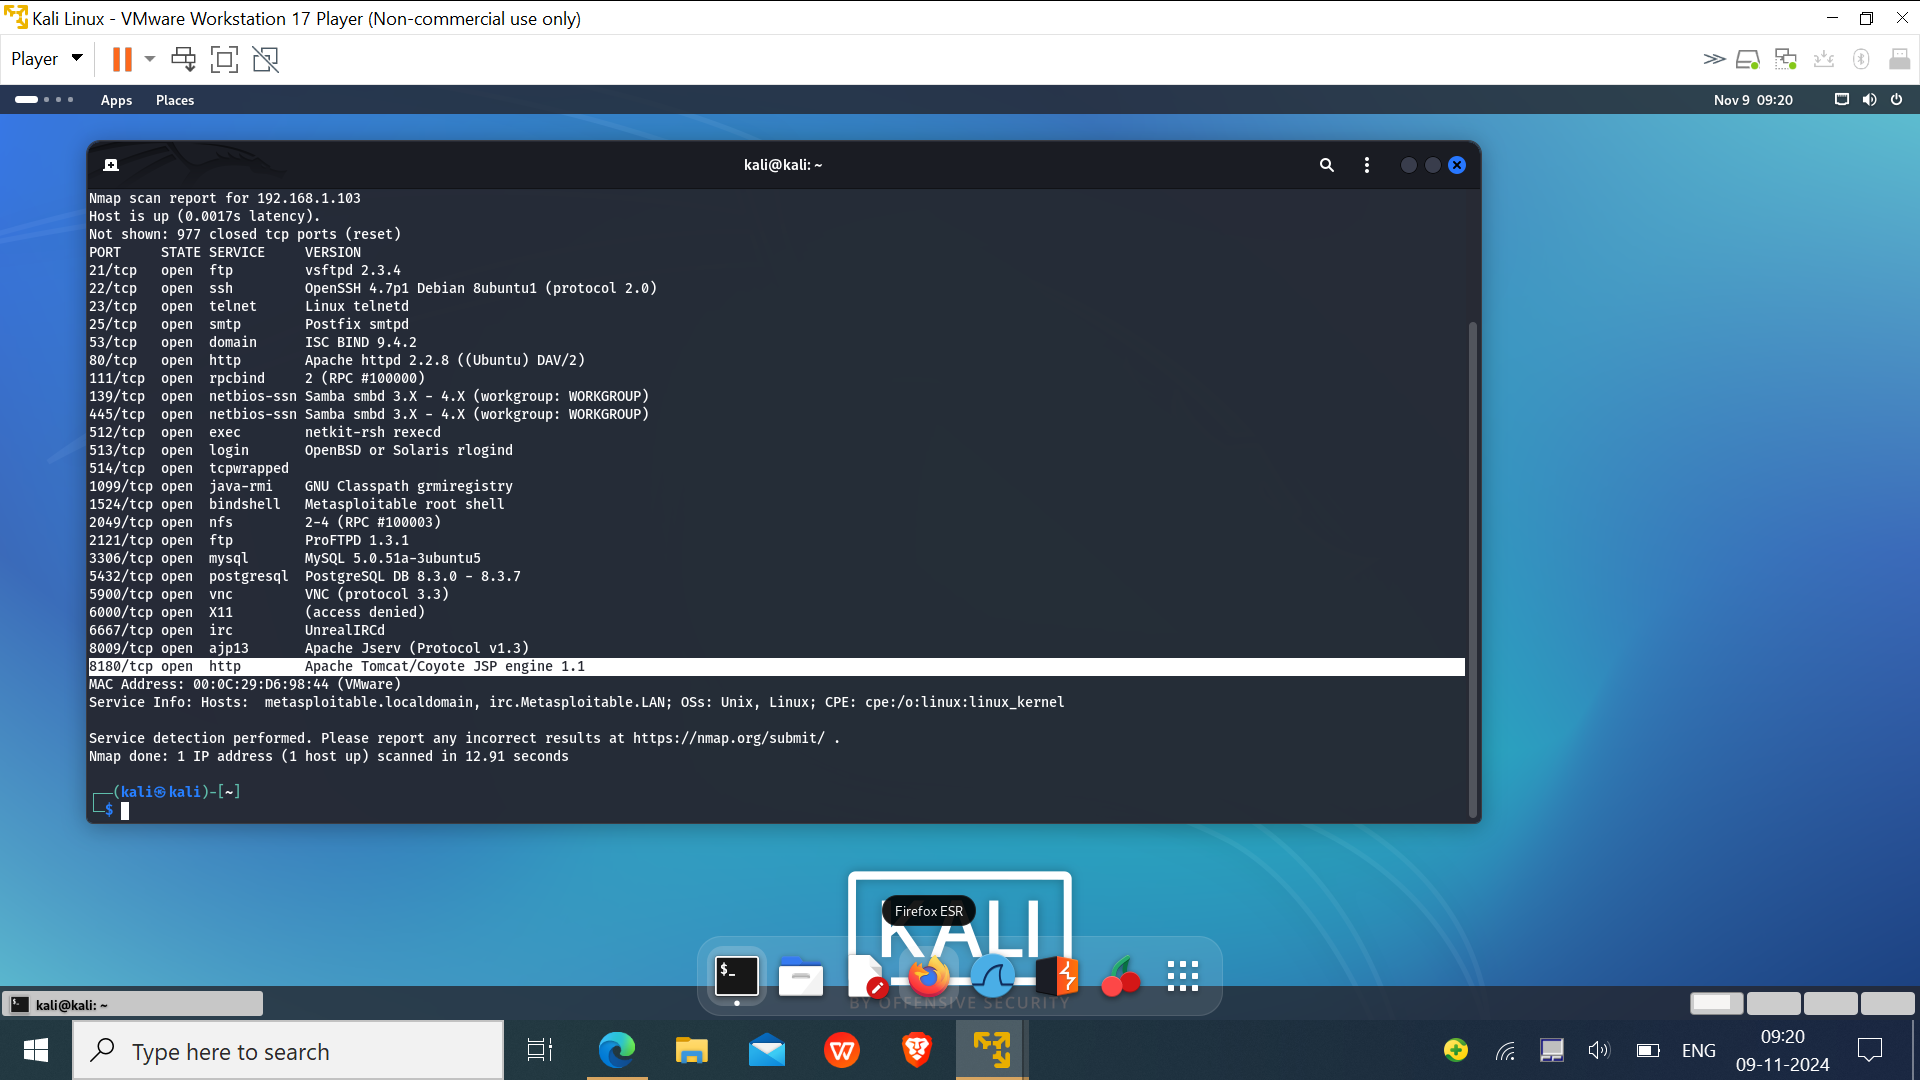 Kali Linux - VMware Workstation 17 Player (Non-commercial use only)
Player
Apps Places Nov 9 09:20
kali@kali: ~
Nmap scan report for 192.168.1.103
Host is up (0.0017s latency).
Not shown: 977 closed tcp ports (reset)
PORT     STATE SERVICE     VERSION
21/tcp   open  ftp         vsftpd 2.3.4
22/tcp   open  ssh         OpenSSH 4.7p1 Debian 8ubuntu1 (protocol 2.0)
23/tcp   open  telnet      Linux telnetd
25/tcp   open  smtp        Postfix smtpd
53/tcp   open  domain      ISC BIND 9.4.2
80/tcp   open  http        Apache httpd 2.2.8 ((Ubuntu) DAV/2)
111/tcp  open  rpcbind     2 (RPC #100000)
139/tcp  open  netbios-ssn Samba smbd 3.X - 4.X (workgroup: WORKGROUP)
445/tcp  open  netbios-ssn Samba smbd 3.X - 4.X (workgroup: WORKGROUP)
512/tcp  open  exec        netkit-rsh rexecd
513/tcp  open  login       OpenBSD or Solaris rlogind
514/tcp  open  tcpwrapped
1099/tcp open  java-rmi    GNU Classpath grmiregistry
1524/tcp open  bindshell   Metasploitable root shell
2049/tcp open  nfs         2-4 (RPC #100003)
2121/tcp open  ftp         ProFTPD 1.3.1
3306/tcp open  mysql       MySQL 5.0.51a-3ubuntu5
5432/tcp open  postgresql  PostgreSQL DB 8.3.0 - 8.3.7
5900/tcp open  vnc         VNC (protocol 3.3)
6000/tcp open  X11         (access denied)
6667/tcp open  irc         UnrealIRCd
8009/tcp open  ajp13       Apache Jserv (Protocol v1.3)
8180/tcp open  http        Apache Tomcat/Coyote JSP engine 1.1
MAC Address: 00:0C:29:D6:98:44 (VMware)
Service Info: Hosts:  metasploitable.localdomain, irc.Metasploitable.LAN; OSs: Unix, Linux; CPE: cpe:/o:linux:linux_kernel
Service detection performed. Please report any incorrect results at https://nmap.org/submit/ .
Nmap done: 1 IP address (1 host up) scanned in 12.91 seconds
┌──(kali㉿kali)-[~]
└─$
Firefox ESR
KALI
$_
BY OFFENSIVE SECURITY
kali@kali: ~
Type here to search
W
ENG
09:20
09-11-2024